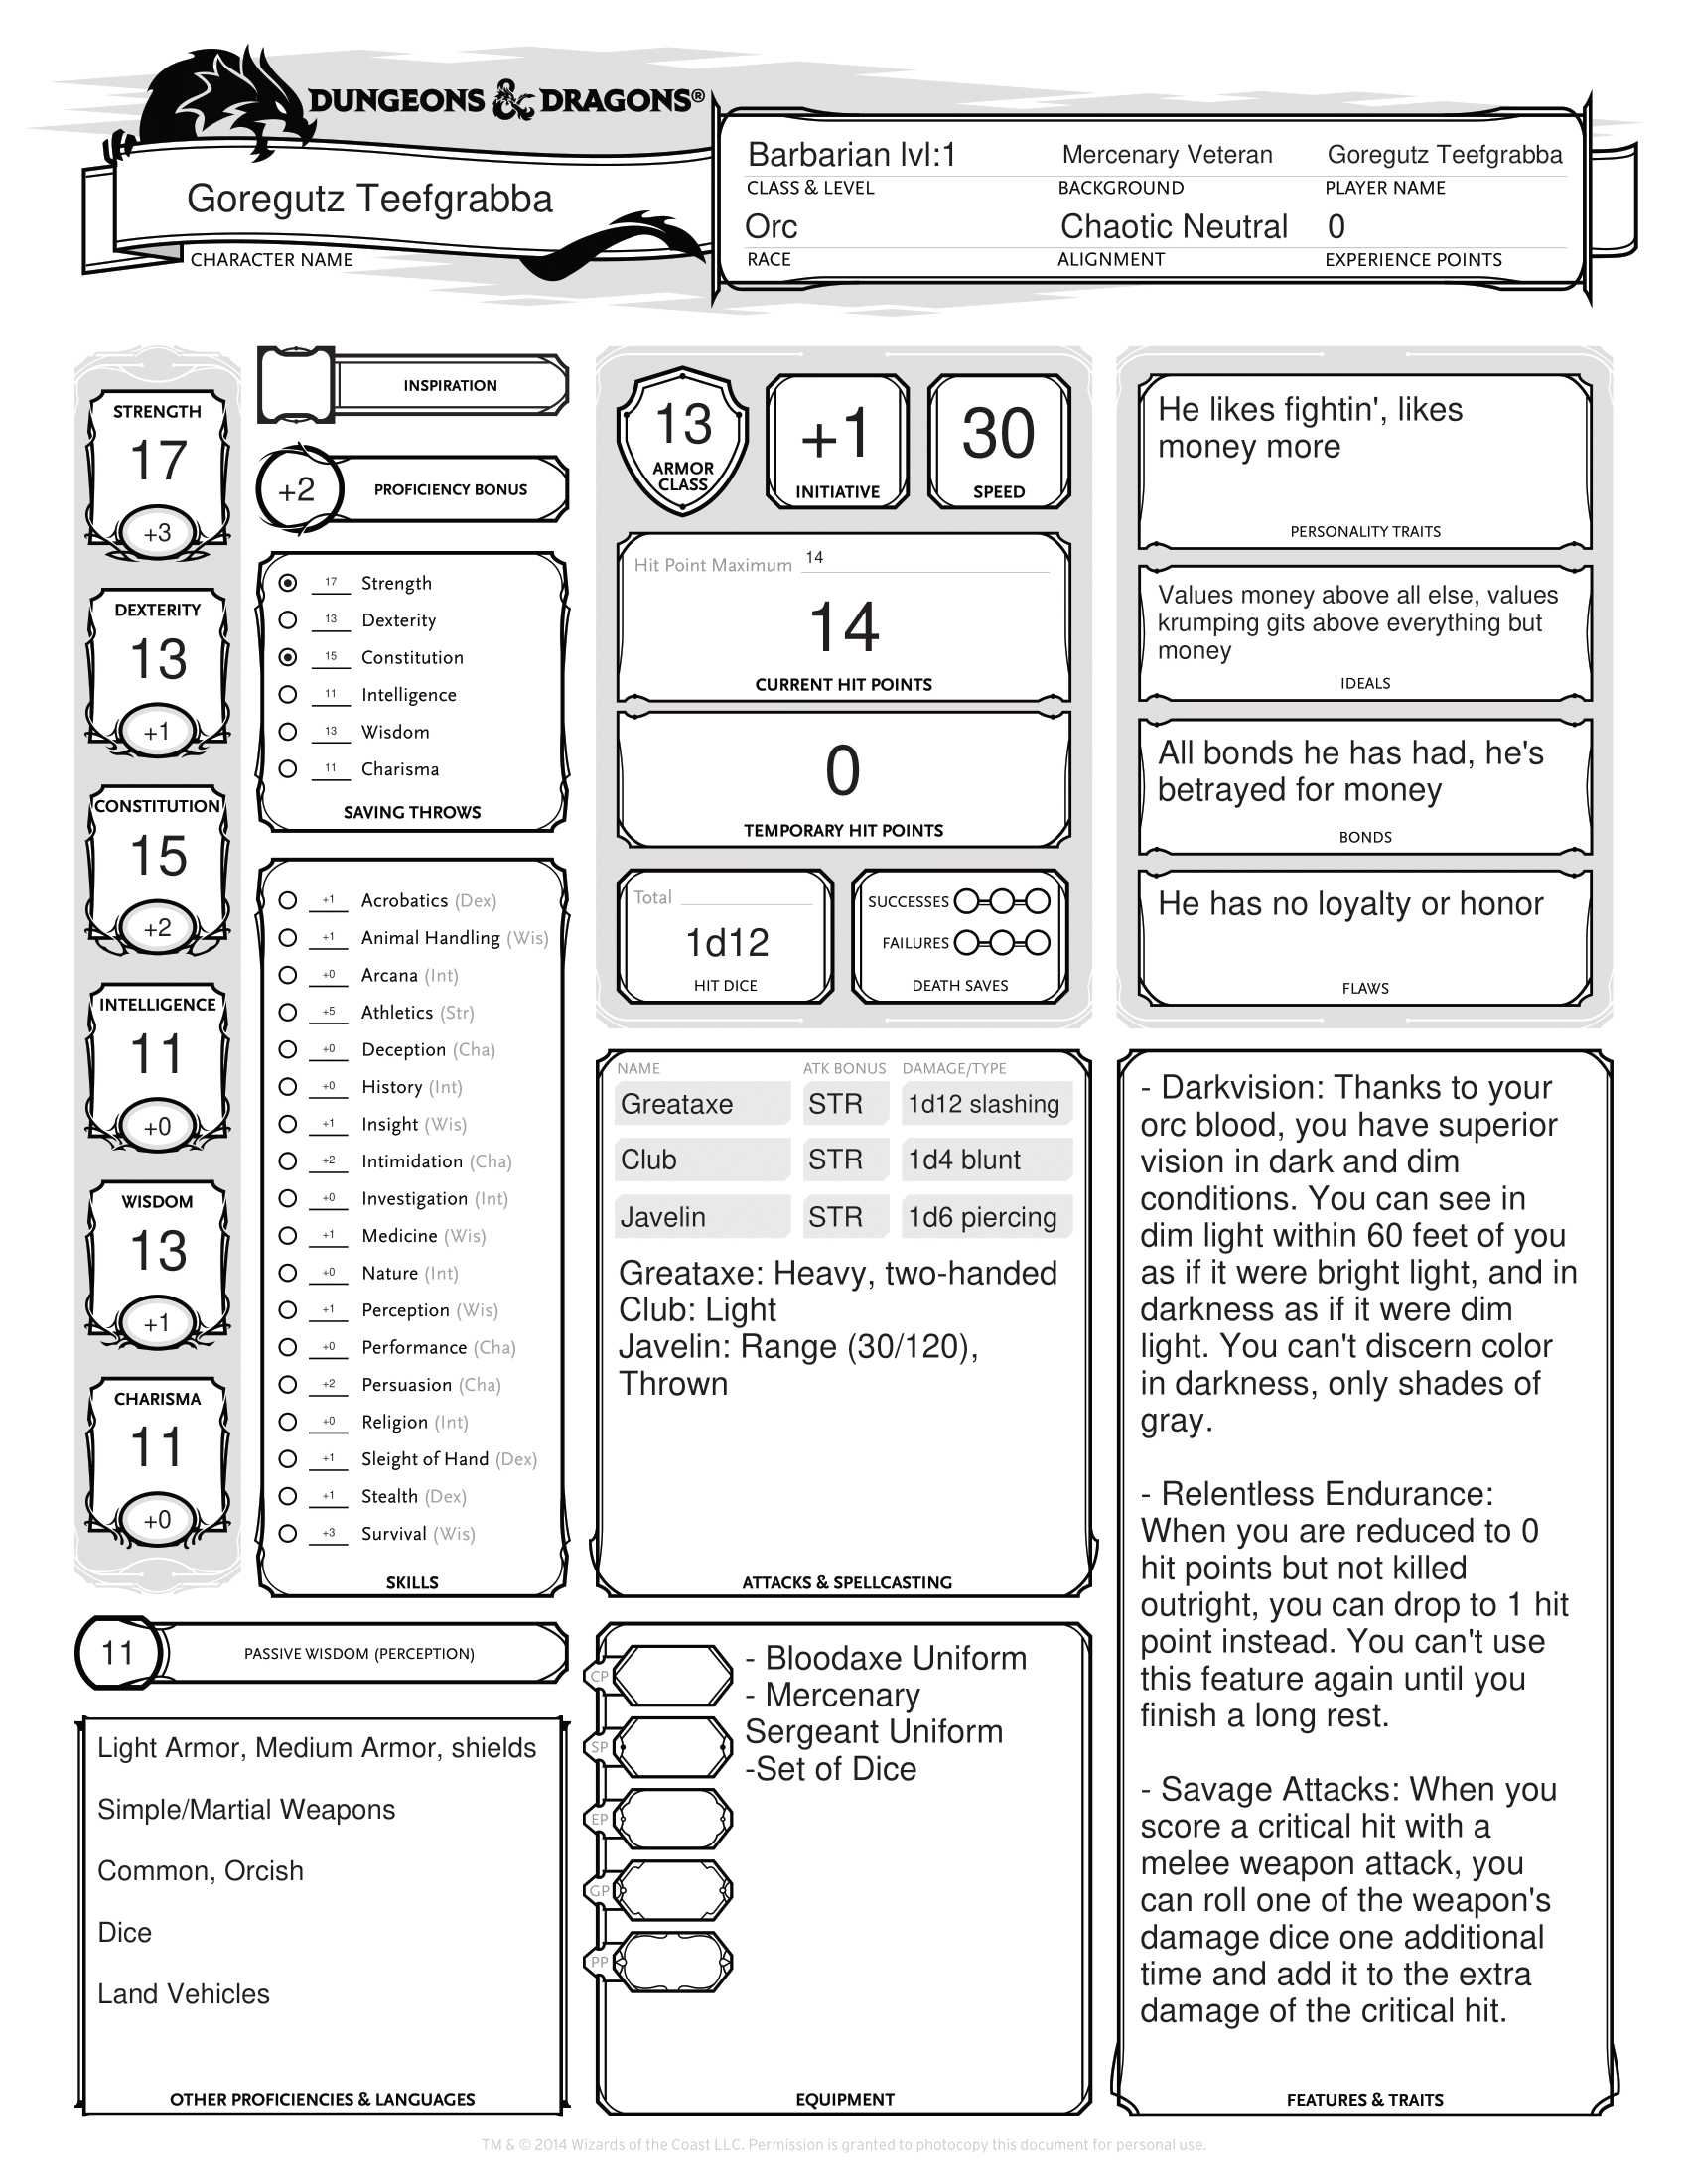 DUNGEONS & DRAGONS®
Goregutz Teefgrabba
CHARACTER NAME
Barbarian lvl:1 Mercenary Veteran Goregutz Teefgrabba
CLASS & LEVEL BACKGROUND PLAYER NAME
Orc Chaotic Neutral 0
RACE ALIGNMENT EXPERIENCE POINTS
STRENGTH
17
+3
DEXTERITY
13
+1
CONSTITUTION
15
+2
INTELLIGENCE
11
+0
WISDOM
13
+1
CHARISMA
11
+0
INSPIRATION
+2 PROFICIENCY BONUS
17 Strength
13 Dexterity
15 Constitution
11 Intelligence
13 Wisdom
11 Charisma
SAVING THROWS
+1 Acrobatics (Dex)
+1 Animal Handling (Wis)
+0 Arcana (Int)
+5 Athletics (Str)
+0 Deception (Cha)
+0 History (Int)
+1 Insight (Wis)
+2 Intimidation (Cha)
+0 Investigation (Int)
+1 Medicine (Wis)
+0 Nature (Int)
+1 Perception (Wis)
+0 Performance (Cha)
+2 Persuasion (Cha)
+0 Religion (Int)
+1 Sleight of Hand (Dex)
+1 Stealth (Dex)
+3 Survival (Wis)
SKILLS
11 PASSIVE WISDOM (PERCEPTION)
Light Armor, Medium Armor, shields
Simple/Martial Weapons
Common, Orcish
Dice
Land Vehicles
OTHER PROFICIENCIES & LANGUAGES
13
ARMOR
CLASS
+1
INITIATIVE
30
SPEED
Hit Point Maximum 14
14
CURRENT HIT POINTS
0
TEMPORARY HIT POINTS
Total
1d12
HIT DICE
SUCCESSES
FAILURES
DEATH SAVES
NAME ATK BONUS DAMAGE/TYPE
Greataxe STR 1d12 slashing
Club STR 1d4 blunt
Javelin STR 1d6 piercing
Greataxe: Heavy, two-handed
Club: Light
Javelin: Range (30/120),
Thrown
ATTACKS & SPELLCASTING
CP
SP
EP
GP
PP
- Bloodaxe Uniform
- Mercenary
Sergeant Uniform
-Set of Dice
EQUIPMENT
He likes fightin', likes
money more
PERSONALITY TRAITS
Values money above all else, values
krumping gits above everything but
money
IDEALS
All bonds he has had, he's
betrayed for money
BONDS
He has no loyalty or honor
FLAWS
- Darkvision: Thanks to your
orc blood, you have superior
vision in dark and dim
conditions. You can see in
dim light within 60 feet of you
as if it were bright light, and in
darkness as if it were dim
light. You can't discern color
in darkness, only shades of
gray.
- Relentless Endurance:
When you are reduced to 0
hit points but not killed
outright, you can drop to 1 hit
point instead. You can't use
this feature again until you
finish a long rest.
- Savage Attacks: When you
score a critical hit with a
melee weapon attack, you
can roll one of the weapon's
damage dice one additional
time and add it to the extra
damage of the critical hit.
FEATURES & TRAITS
TM & © 2014 Wizards of the Coast LLC. Permission is granted to photocopy this document for personal use.